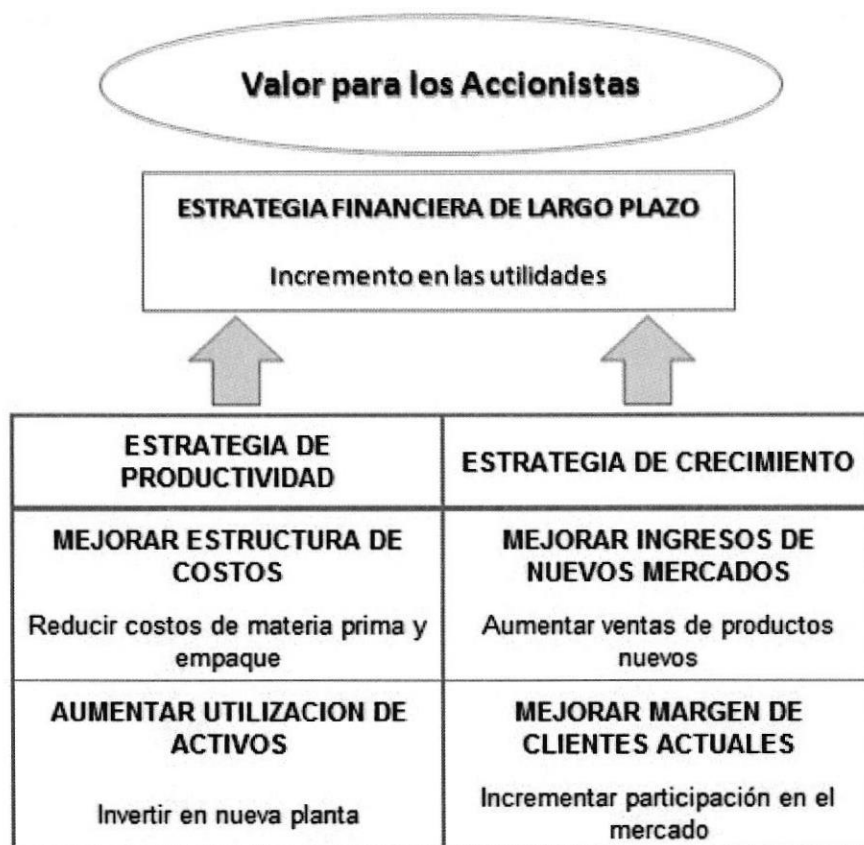 Valor para los Accionistas
ESTRATEGIA FINANCIERA DE LARGO PLAZO
Incremento en las utilidades
ESTRATEGIA DE
PRODUCTIVIDAD
ESTRATEGIA DE CRECIMIENTO
MEJORAR ESTRUCTURA DE
COSTOS
Reducir costos de materia prima y
empaque
MEJORAR INGRESOS DE
NUEVOS MERCADOS
Aumentar ventas de productos
nuevos
AUMENTAR UTILIZACION DE
ACTIVOS
Invertir en nueva planta
MEJORAR MARGEN DE
CLIENTES ACTUALES
Incrementar participación en el
mercado